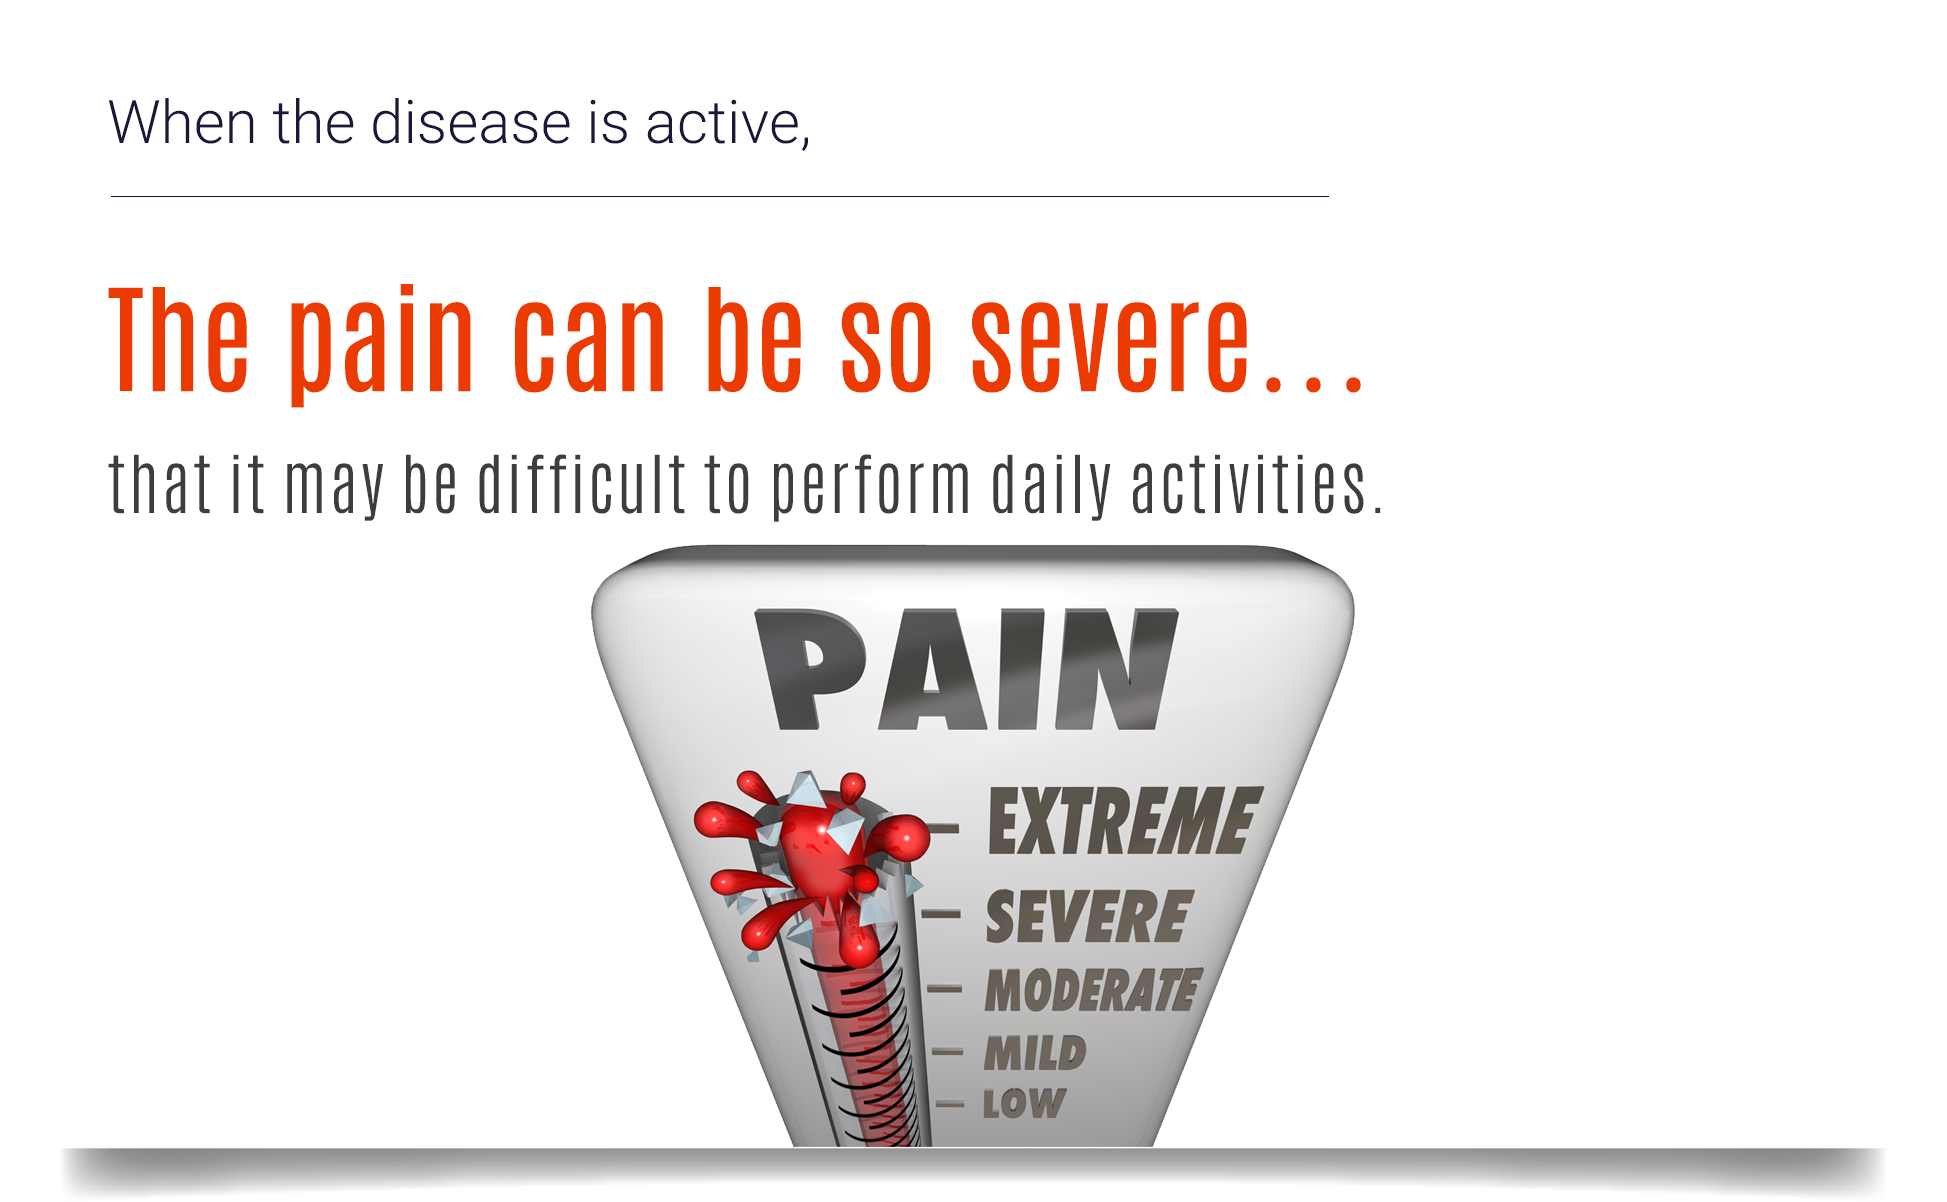 When the disease is active,
The pain can be so severe...
that it may be difficult to perform daily activities.
PAIN
EXTREME
SEVERE
MODERATE
MILD
LOW